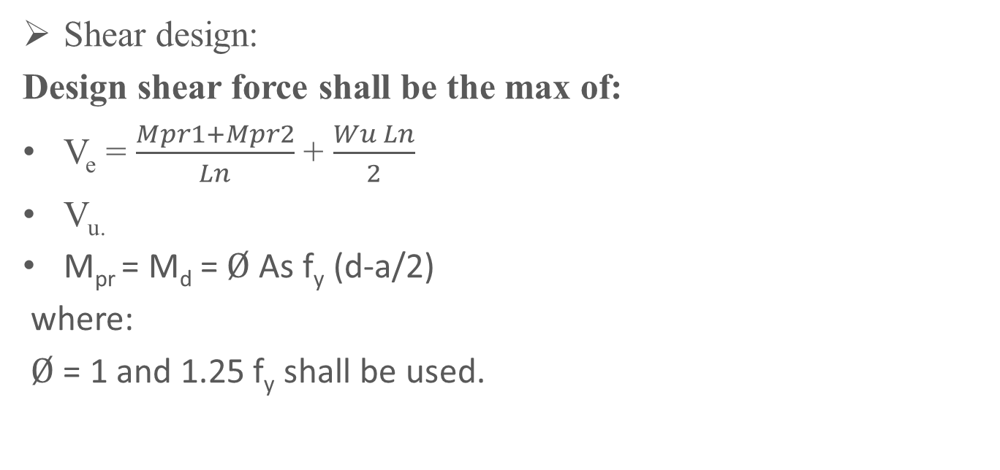 ➢ Shear design:
Design shear force shall be the max of:
• Vₑ = (Mpr1+Mpr2)/Ln + (Wu Ln)/2
• Vᵤ.
• Mpr = Md = Ø As fy (d-a/2)
where:
Ø = 1 and 1.25 fy shall be used.